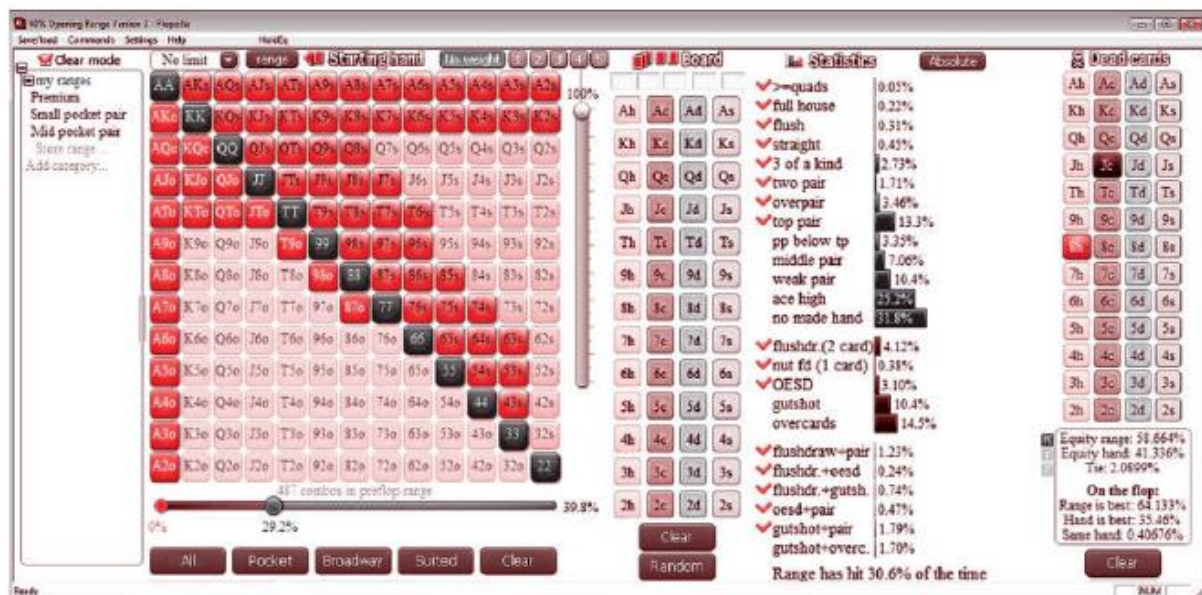 40% Opening Range Version 2 - Flopzilla
Save/load Commands Settings Help HoldEq
Clear mode
my ranges
Premium
Small pocket pair
Mid pocket pair
Store range...
Add category...
No limit range Starting hand No weight 1 2 3 4 5
100%
AA AKs AQs AJs ATs A9s A8s A7s A6s A5s A4s A3s A2s
AKo KK KQs KJs KTs K9s K8s K7s K6s K5s K4s K3s K2s
AQo KQo QQ QJs QTs Q9s Q8s Q7s Q6s Q5s Q4s Q3s Q2s
AJo KJo QJo JJ JTs J9s J8s J7s J6s J5s J4s J3s J2s
ATo KTo QTo JTo TT T9s T8s T7s T6s T5s T4s T3s T2s
A9o K9o Q9o J9o T9o 99 98s 97s 96s 95s 94s 93s 92s
A8o K8o Q8o J8o T8o 98o 88 87s 86s 85s 84s 83s 82s
A7o K7o Q7o J7o T7o 97o 87o 77 76s 75s 74s 73s 72s
A6o K6o Q6o J6o T6o 96o 86o 76o 66 65s 64s 63s 62s
A5o K5o Q5o J5o T5o 95o 85o 75o 65o 55 54s 53s 52s
A4o K4o Q4o J4o T4o 94o 84o 74o 64o 54o 44 43s 42s
A3o K3o Q3o J3o T3o 93o 83o 73o 63o 53o 43o 33 32s
A2o K2o Q2o J2o T2o 92o 82o 72o 62o 52o 42o 32o 22
487 combos in preflop range
39.8%
0% 29.2%
All Pocket Broadway Suited Clear
Board
Ah Ac Ad As
Kh Kc Kd Ks
Qh Qc Qd Qs
Jh Jc Jd Js
Th Tc Td Ts
9h 9c 9d 9s
8h 8c 8d 8s
7h 7c 7d 7s
6h 6c 6d 6s
5h 5c 5d 5s
4h 4c 4d 4s
3h 3c 3d 3s
2h 2c 2d 2s
Clear
Random
Statistics Absolute
>=quads 0.05%
full house 0.22%
flush 0.31%
straight 0.45%
3 of a kind 2.73%
two pair 1.71%
overpair 3.46%
top pair 13.3%
pp below tp 3.35%
middle pair 7.06%
weak pair 10.4%
ace high 25.2%
no made hand 31.8%
flushdr.(2 card) 4.12%
nut fd (1 card) 0.38%
OESD 3.10%
gutshot 10.4%
overcards 14.5%
flushdraw+pair 1.23%
flushdr.+oesd 0.24%
flushdr.+gutsh. 0.74%
oesd+pair 0.47%
gutshot+pair 1.79%
gutshot+overc. 1.70%
Range has hit 30.6% of the time
Dead cards
Ah Ac Ad As
Kh Kc Kd Ks
Qh Qc Qd Qs
Jh Jc Jd Js
Th Tc Td Ts
9h 9c 9d 9s
8h 8c 8d 8s
7h 7c 7d 7s
6h 6c 6d 6s
5h 5c 5d 5s
4h 4c 4d 4s
3h 3c 3d 3s
2h 2c 2d 2s
Equity range: 58.664%
Equity hand: 41.336%
Tie: 2.0899%
On the flop:
Range is best: 64.133%
Hand is best: 35.46%
Same hand: 0.40676%
Clear
Ready
NUM